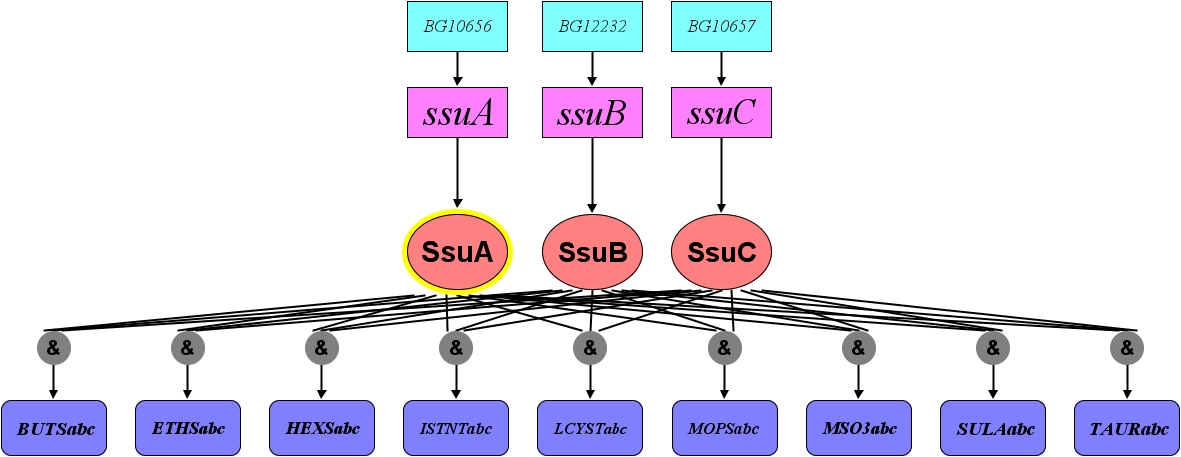 BG10656 BG12232 BG10657
ssuA ssuB ssuC
SsuA SsuB SsuC
& & & & & & & & &
BUTSabc ETHSabc HEXSabc ISTNTabc LCYSTabc MOPSabc MSO3abc SULAabc TAURabc